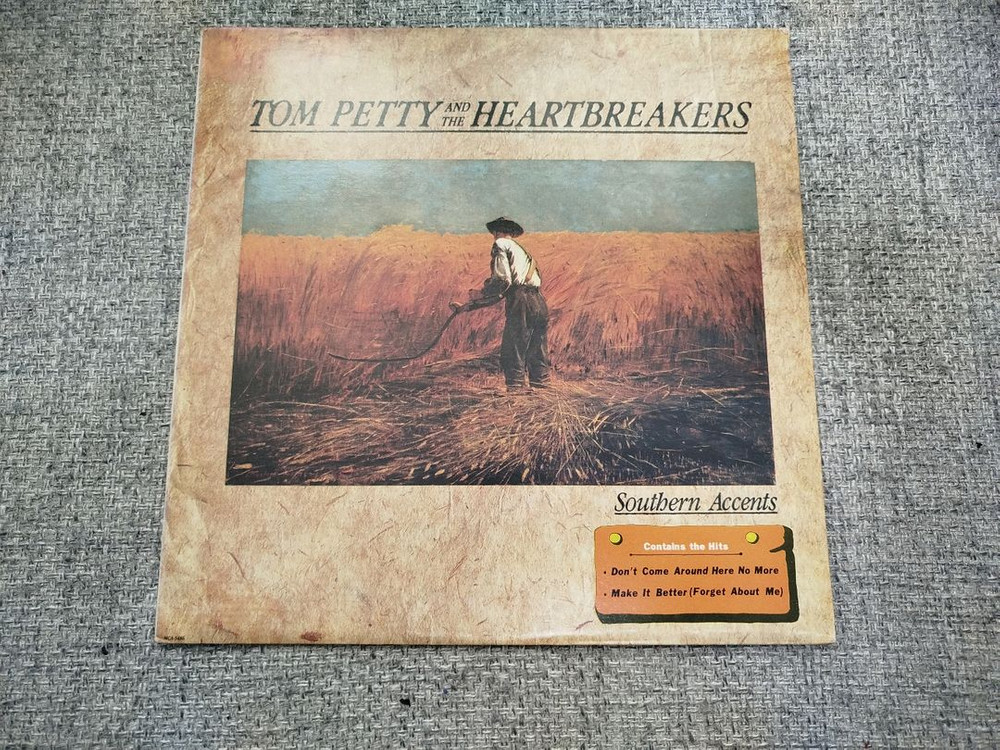 TOM PETTY AND THE HEARTBREAKERS
Southern Accents
Contains the Hits
• Don't Come Around Here No More
• Make It Better (Forget About Me)